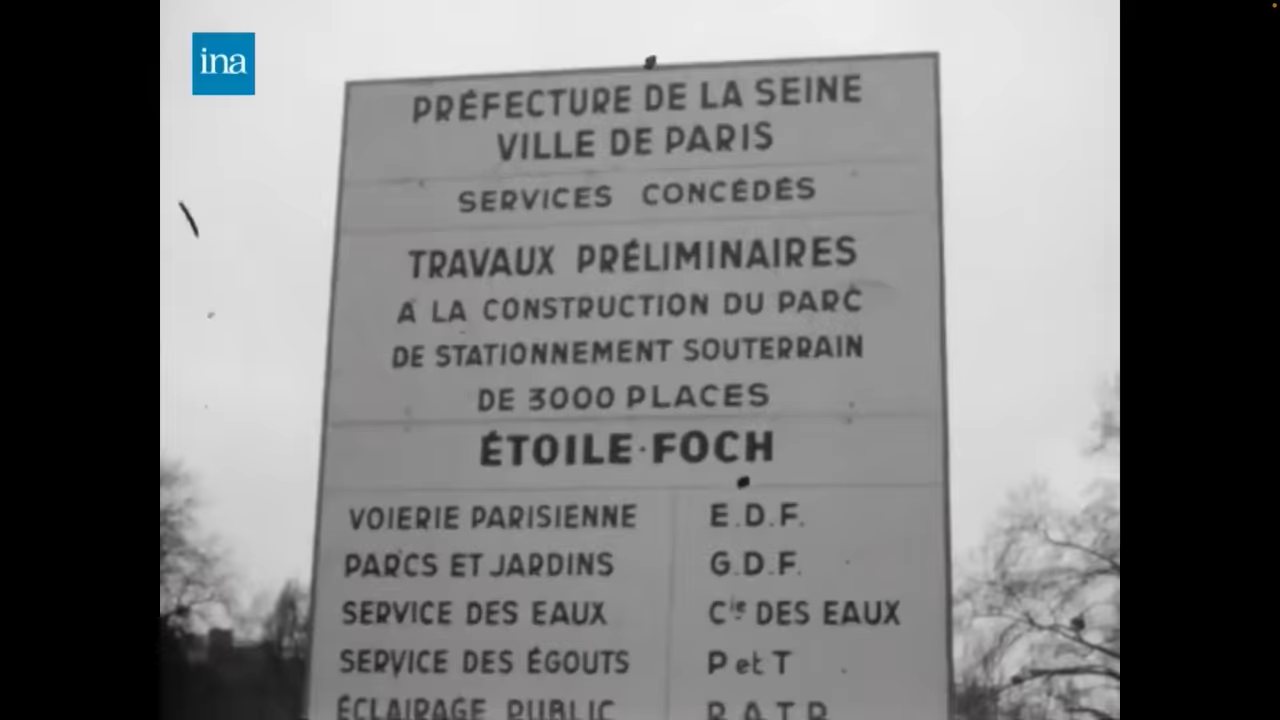 ina
PRÉFECTURE DE LA SEINE
VILLE DE PARIS
SERVICES CONCÉDÉS
TRAVAUX PRÉLIMINAIRES
A LA CONSTRUCTION DU PARC
DE STATIONNEMENT SOUTERRAIN
DE 3000 PLACES
ÉTOILE·FOCH
VOIERIE PARISIENNE E.D.F.
PARCS ET JARDINS G.D.F.
SERVICE DES EAUX Cie DES EAUX
SERVICE DES ÉGOUTS P et T
ÉCLAIRAGE PUBLIC R.A.T.P.